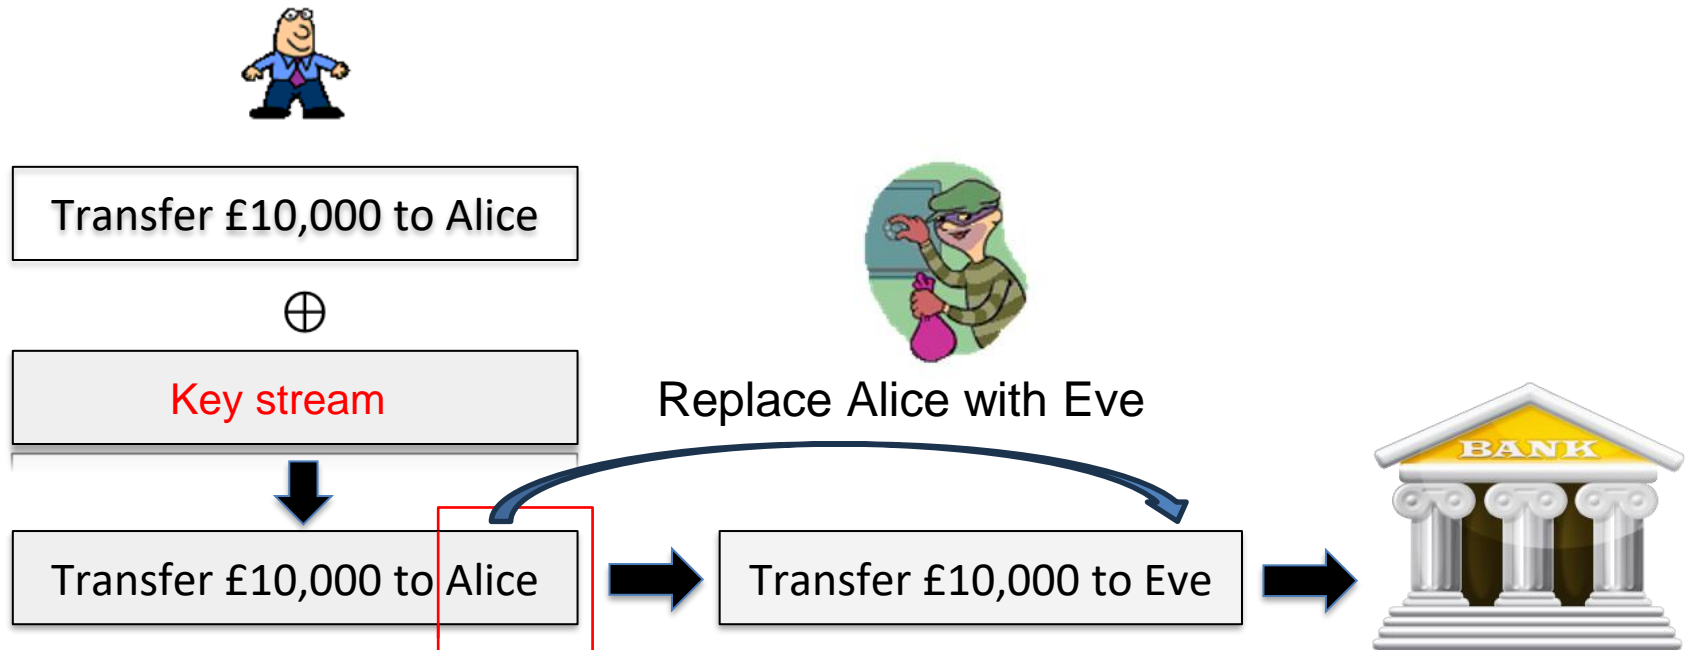 Transfer £10,000 to Alice
⊕
Key stream
Replace Alice with Eve
BANK
Transfer £10,000 to Alice
Transfer £10,000 to Eve